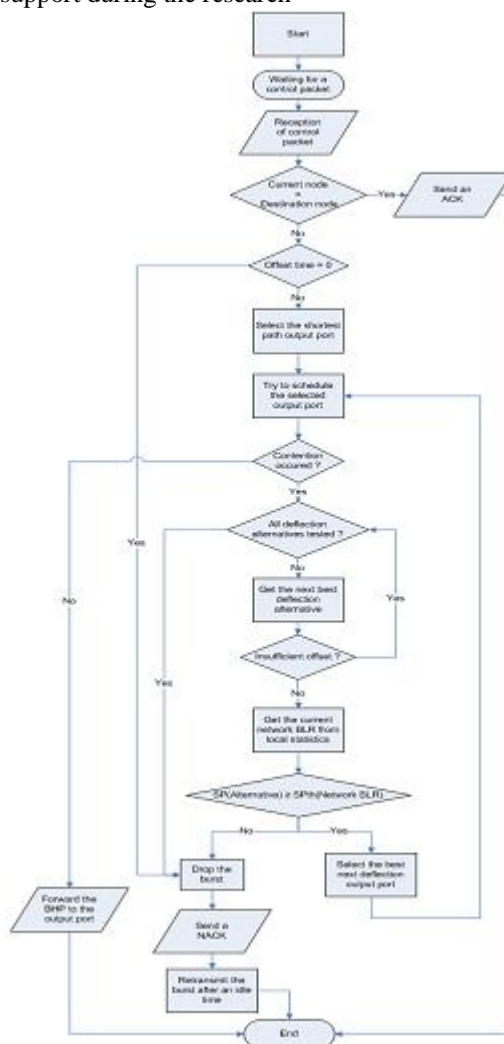 support during the research
Start
Waiting for a
control packet
Reception
of control
packet
Current node
=
Destination node
Yes
Send an
ACK
No
Offset time = 0
No
Select the shortest
path output port
Try to schedule
the selected
output port
Contention
occured ?
Yes
All deflection
alternatives tested ?
Yes
No
No
Get the next best
deflection
alternative
Yes
Insufficient offset ?
Yes
No
Get the current
network BLR from
local statistics
SP(Alternative) ≥ SPth(Network BLR)
No
Yes
Drop the
burst
Select the best
next deflection
output port
Forward the
BHP to the
output port
Send a
NACK
Retransmit the
burst after an idle
time
End